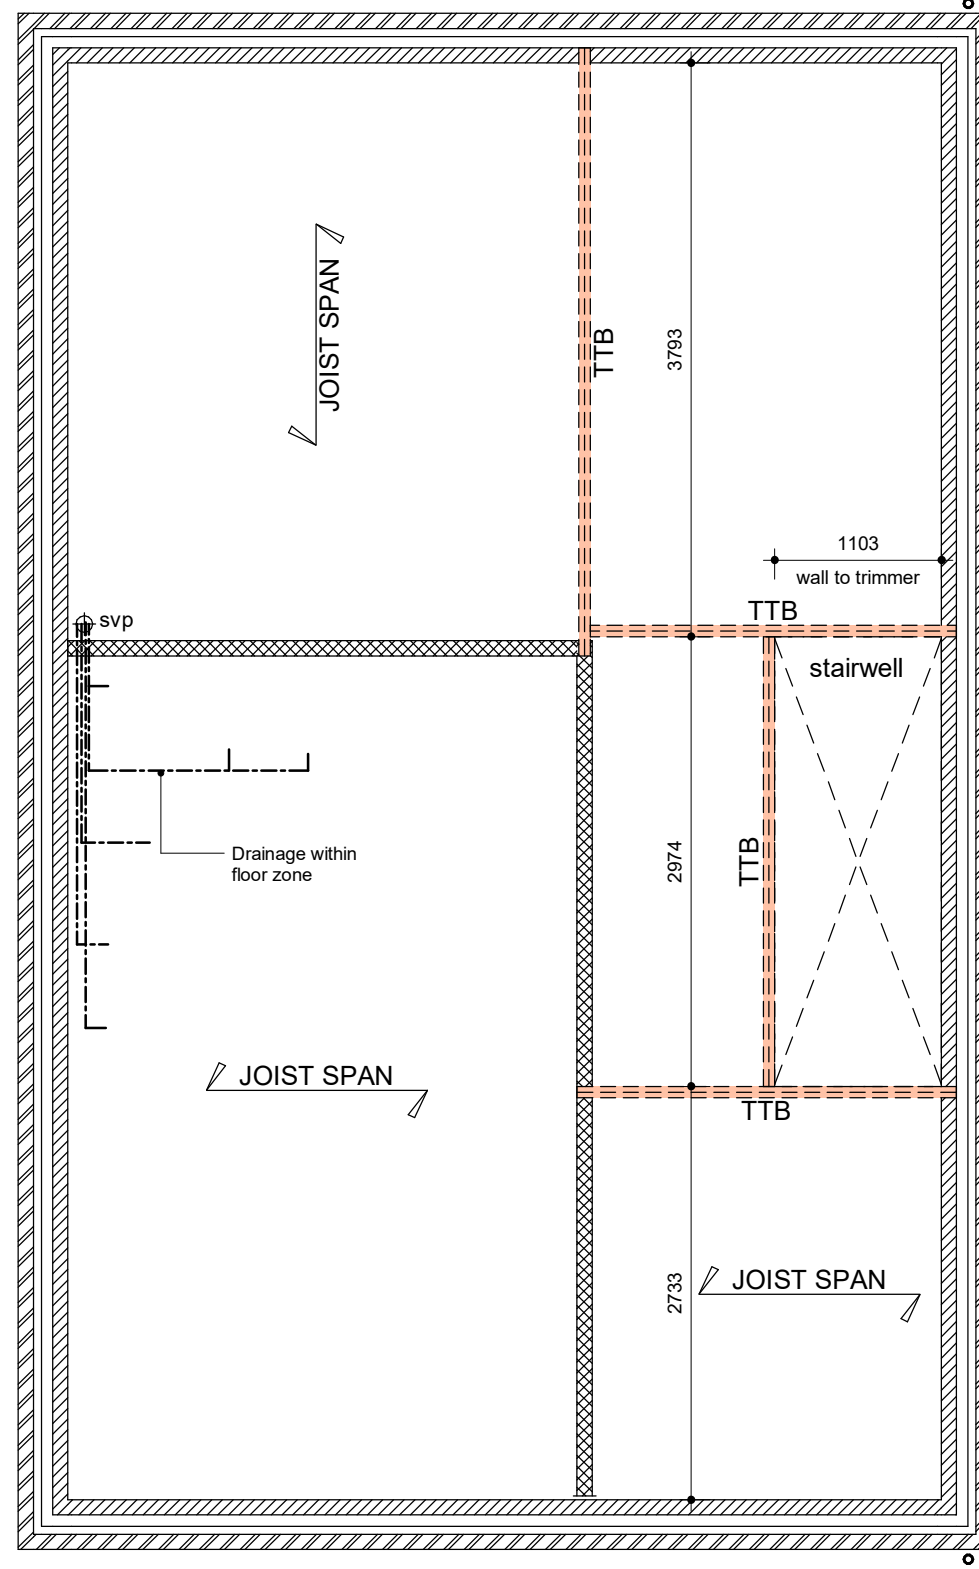 JOIST SPAN
TTB
3793
1103
wall to trimmer
TTB
svp
stairwell
Drainage within
floor zone
2974
TTB
JOIST SPAN
TTB
2733
JOIST SPAN